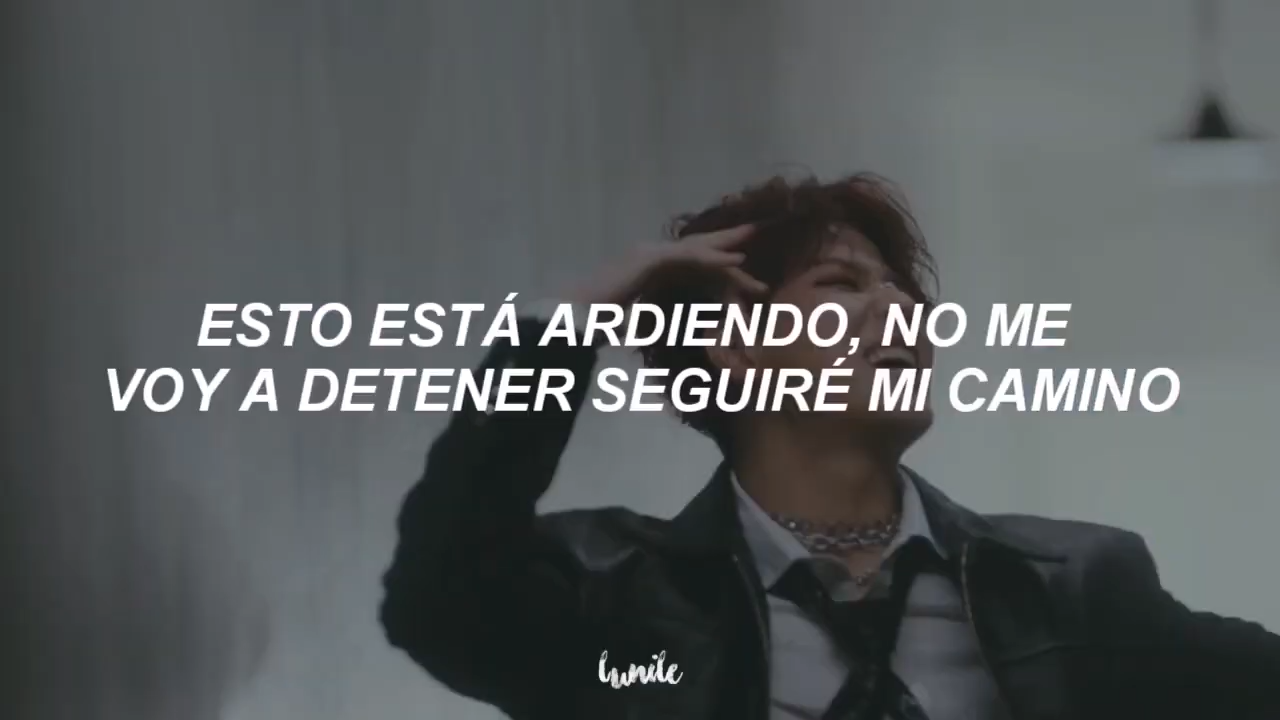 ESTO ESTÁ ARDIENDO, NO ME
VOY A DETENER SEGUIRÉ MI CAMINO
lunile